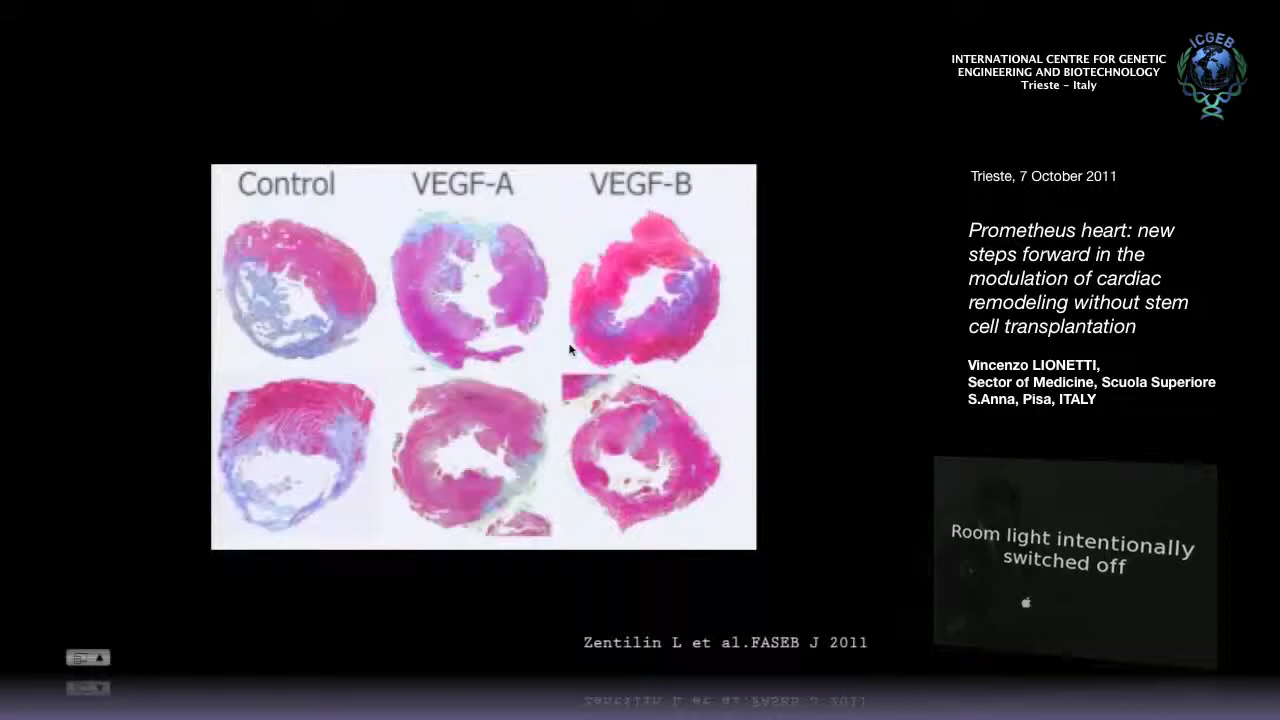 ICGEB
INTERNATIONAL CENTRE FOR GENETIC
ENGINEERING AND BIOTECHNOLOGY
Trieste - Italy
Trieste, 7 October 2011
Prometheus heart: new
steps forward in the
modulation of cardiac
remodeling without stem
cell transplantation
Vincenzo LIONETTI,
Sector of Medicine, Scuola Superiore
S.Anna, Pisa, ITALY
Control
VEGF-A
VEGF-B
Room light intentionally
switched off
Zentilin L et al.FASEB J 2011